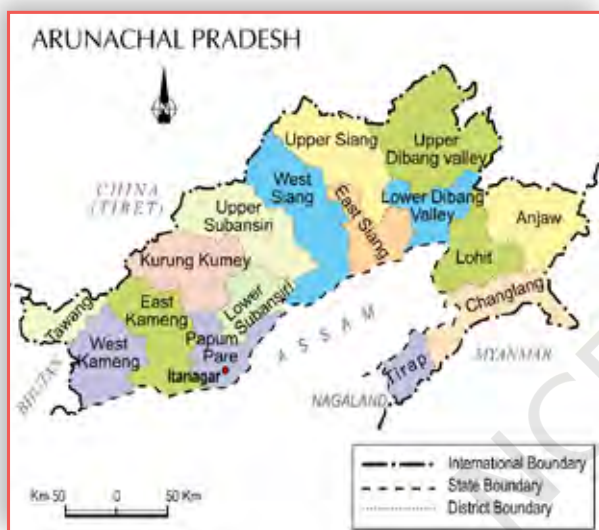 ARUNACHAL PRADESH
Upper Siang
Upper
Dibang valley
West
Siang
East Siang
Lower Dibang
Valley
Anjaw
CHINA
(TIBET)
Upper
Subansiri
Kurung Kumey
Lohit
Lower
Subansiri
Changlang
Tawang
East
Kameng
West
Kameng
Papum
Pare
Itanagar
ASSAM
Tirap
MYANMAR
BHUTAN
NAGALAND
Km 50 0 50 Km
International Boundary
State Boundary
District Boundary